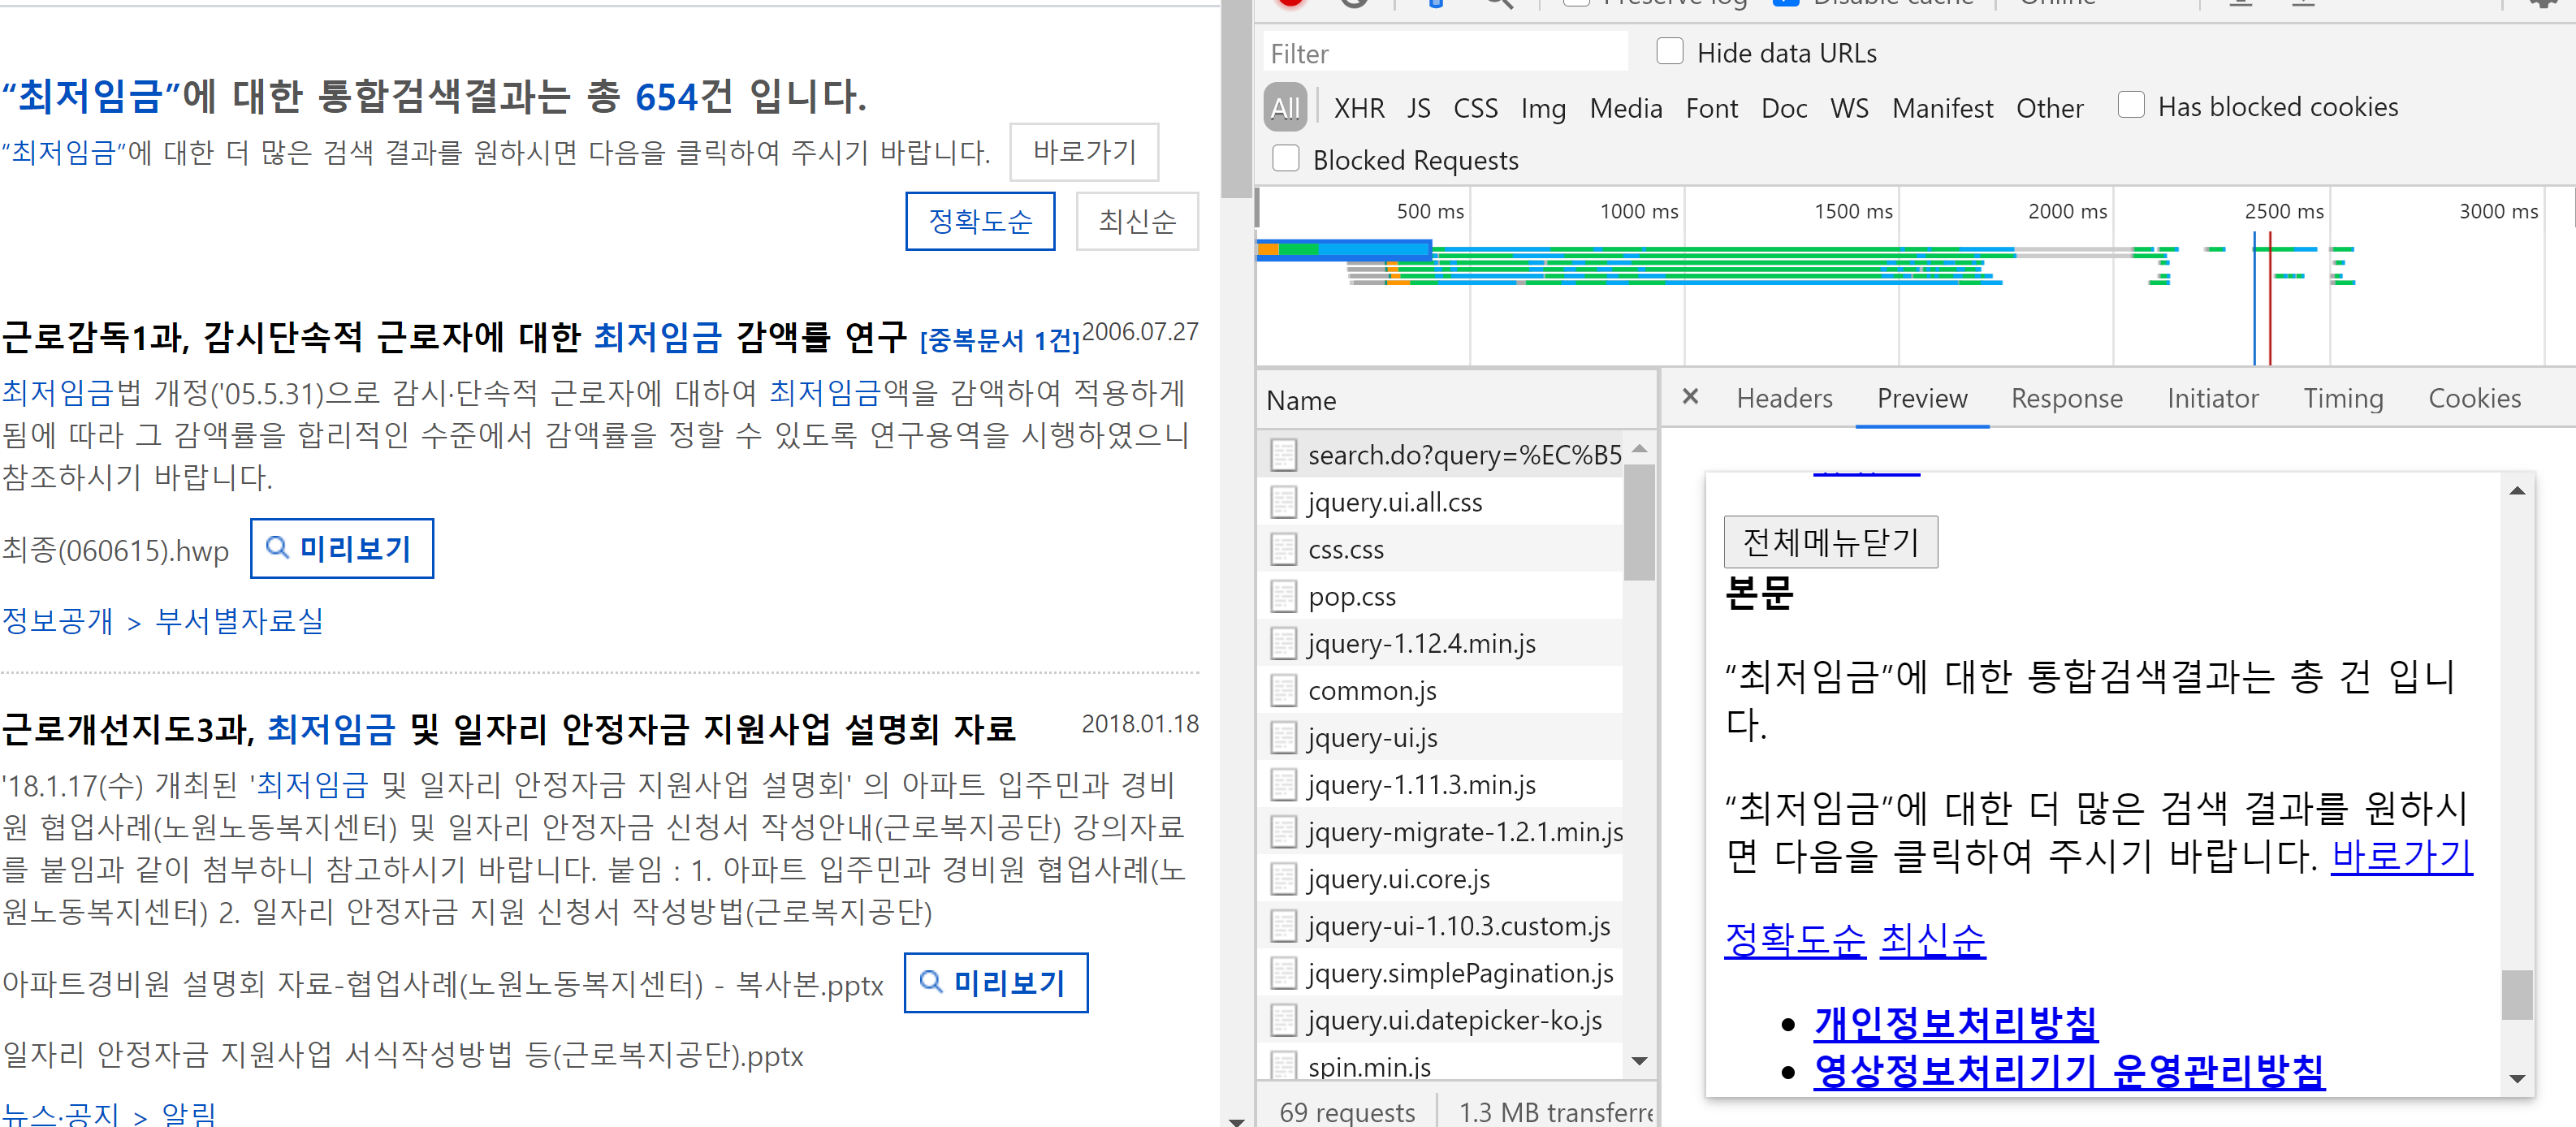 “최저임금”에 대한 통합검색결과는 총 654건 입니다.
“최저임금”에 대한 더 많은 검색 결과를 원하시면 다음을 클릭하여 주시기 바랍니다. 바로가기
정확도순 최신순
근로감독1과, 감시단속적 근로자에 대한 최저임금 감액률 연구 [중복문서 1건] 2006.07.27
최저임금법 개정('05.5.31)으로 감시·단속적 근로자에 대하여 최저임금액을 감액하여 적용하게
됨에 따라 그 감액률을 합리적인 수준에서 감액률을 정할 수 있도록 연구용역을 시행하였으니
참조하시기 바랍니다.
최종(060615).hwp 미리보기
정보공개 > 부서별자료실
근로개선지도3과, 최저임금 및 일자리 안정자금 지원사업 설명회 자료 2018.01.18
'18.1.17(수) 개최된 '최저임금 및 일자리 안정자금 지원사업 설명회' 의 아파트 입주민과 경비
원 협업사례(노원노동복지센터) 및 일자리 안정자금 신청서 작성안내(근로복지공단) 강의자료
를 붙임과 같이 첨부하니 참고하시기 바랍니다. 붙임 : 1. 아파트 입주민과 경비원 협업사례(노
원노동복지센터) 2. 일자리 안정자금 지원 신청서 작성방법(근로복지공단)
아파트경비원 설명회 자료-협업사례(노원노동복지센터) - 복사본.pptx 미리보기
일자리 안정자금 지원사업 서식작성방법 등(근로복지공단).pptx
뉴스·공지 > 알림
Preserve log Disable cache Online
Filter Hide data URLs
All XHR JS CSS Img Media Font Doc WS Manifest Other Has blocked cookies
Blocked Requests
500 ms 1000 ms 1500 ms 2000 ms 2500 ms 3000 ms
Name
search.do?query=%EC%B5
jquery.ui.all.css
css.css
pop.css
jquery-1.12.4.min.js
common.js
jquery-ui.js
jquery-1.11.3.min.js
jquery-migrate-1.2.1.min.js
jquery.ui.core.js
jquery-ui-1.10.3.custom.js
jquery.simplePagination.js
jquery.ui.datepicker-ko.js
spin.min.js
69 requests 1.3 MB transferre
× Headers Preview Response Initiator Timing Cookies
전체메뉴닫기
본문
“최저임금”에 대한 통합검색결과는 총 건 입니
다.
“최저임금”에 대한 더 많은 검색 결과를 원하시
면 다음을 클릭하여 주시기 바랍니다. 바로가기
정확도순 최신순
• 개인정보처리방침
• 영상정보처리기기 운영관리방침